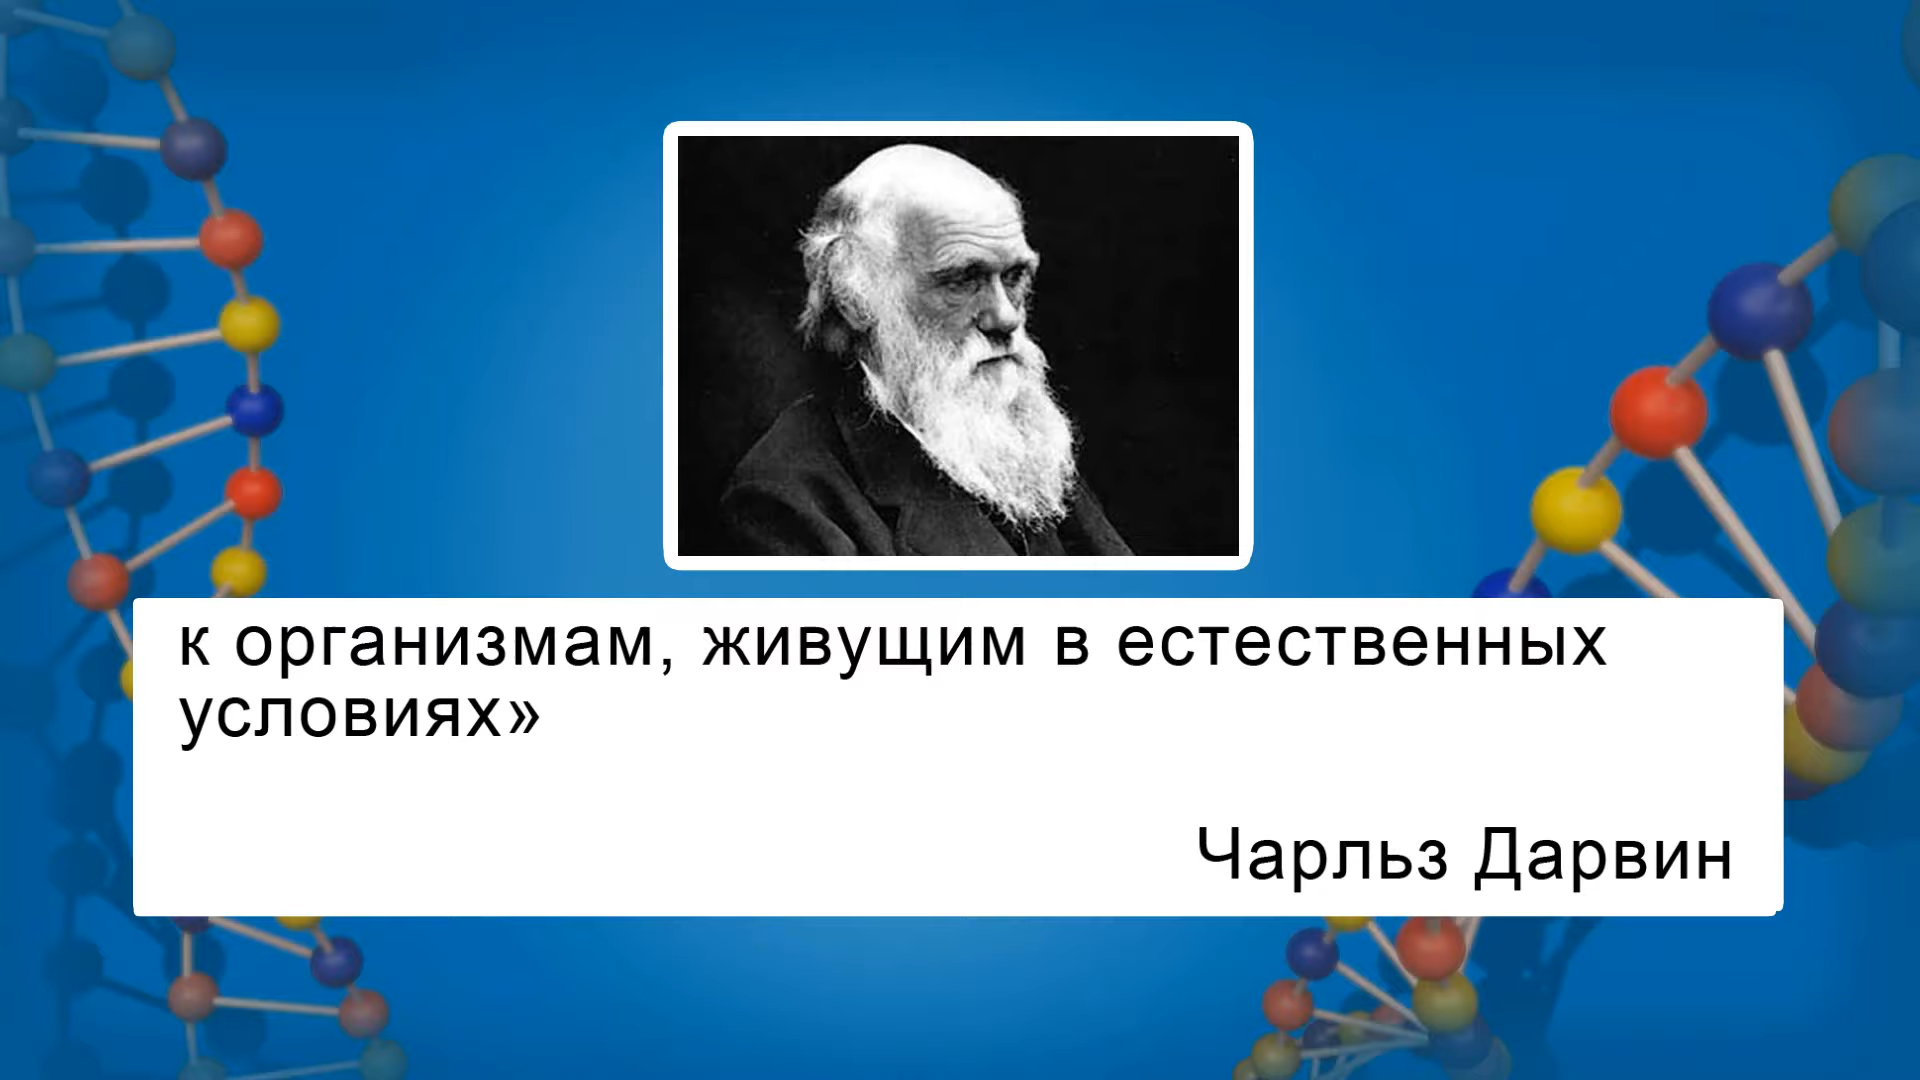 к организмам, живущим в естественных
условиях»
Чарльз Дарвин